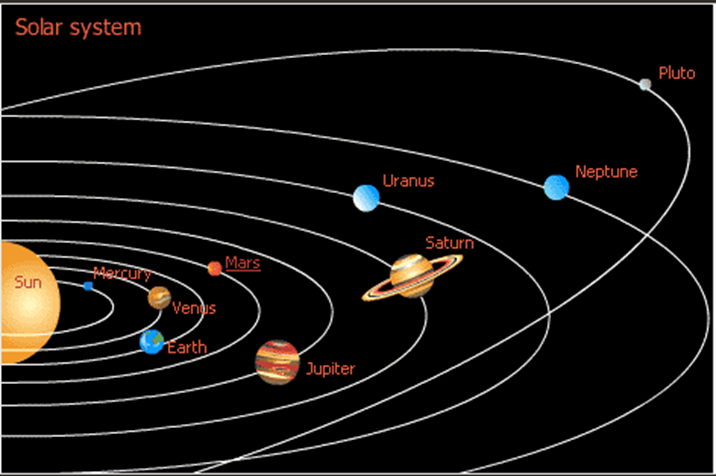 Solar system
Pluto
Neptune
Uranus
Saturn
Mars
Mercury
Sun
Venus
Earth
Jupiter